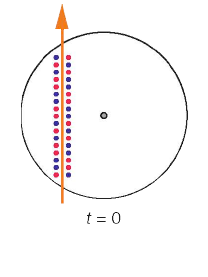 t = 0